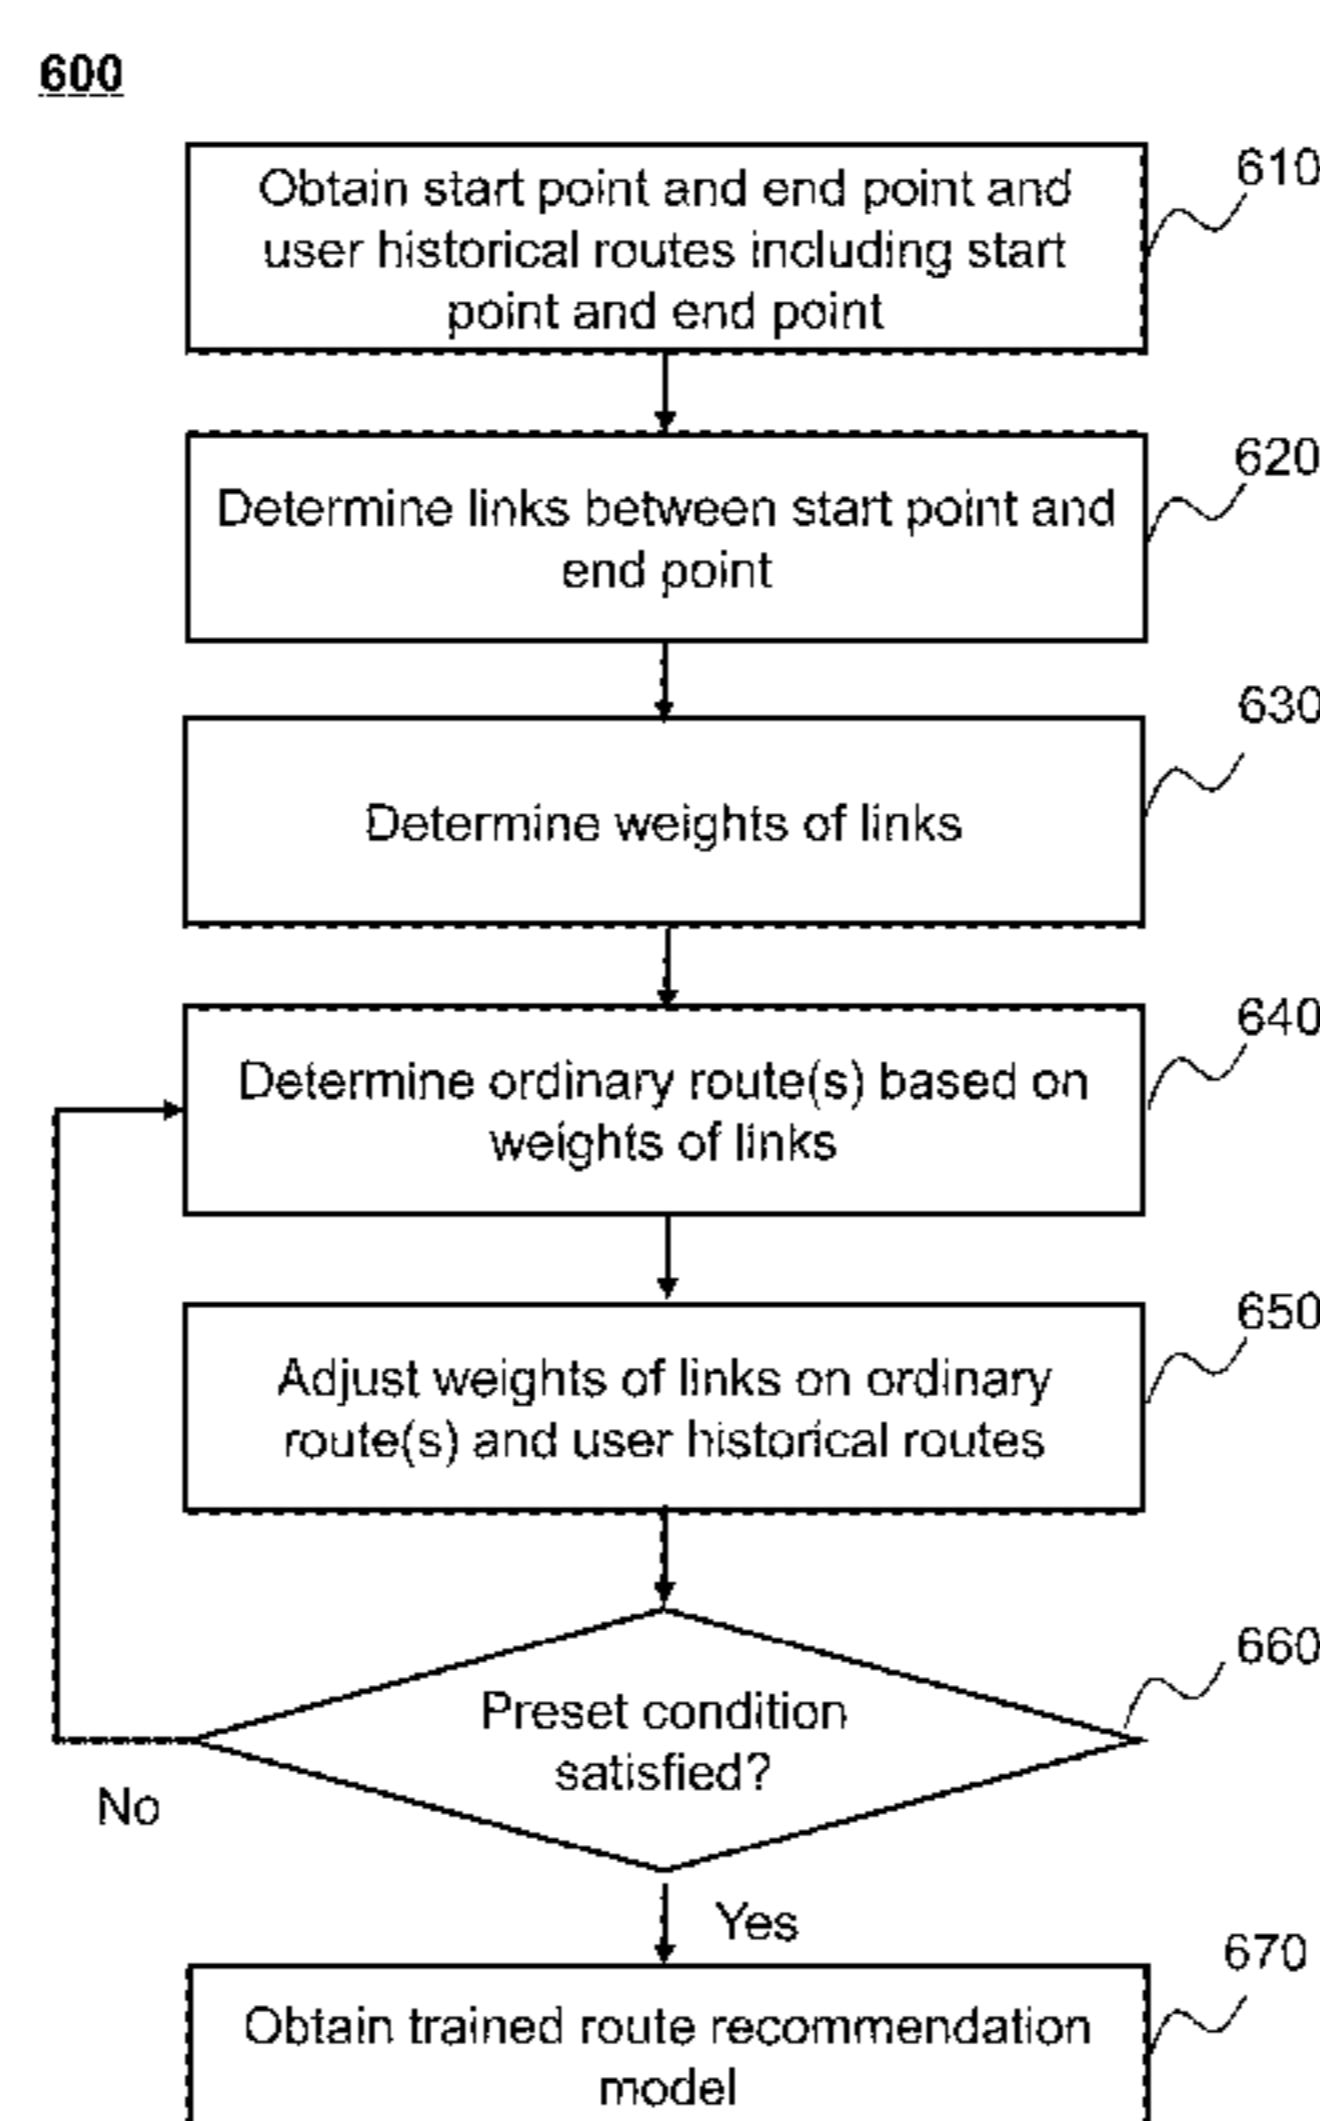 600
610
Obtain start point and end point and
user historical routes including start
point and end point
620
Determine links between start point and
end point
630
Determine weights of links
640
Determine ordinary route(s) based on
weights of links
650
Adjust weights of links on ordinary
route(s) and user historical routes
660
Preset condition
satisfied?
No
Yes
670
Obtain trained route recommendation
model